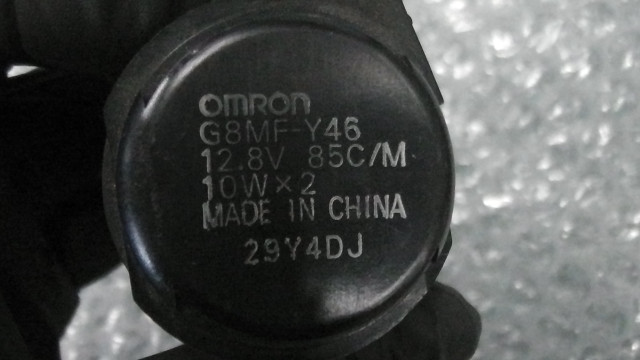 omron
G8MF-Y46
12.8V 85C/M
10W×2
MADE IN CHINA
29Y4DJ